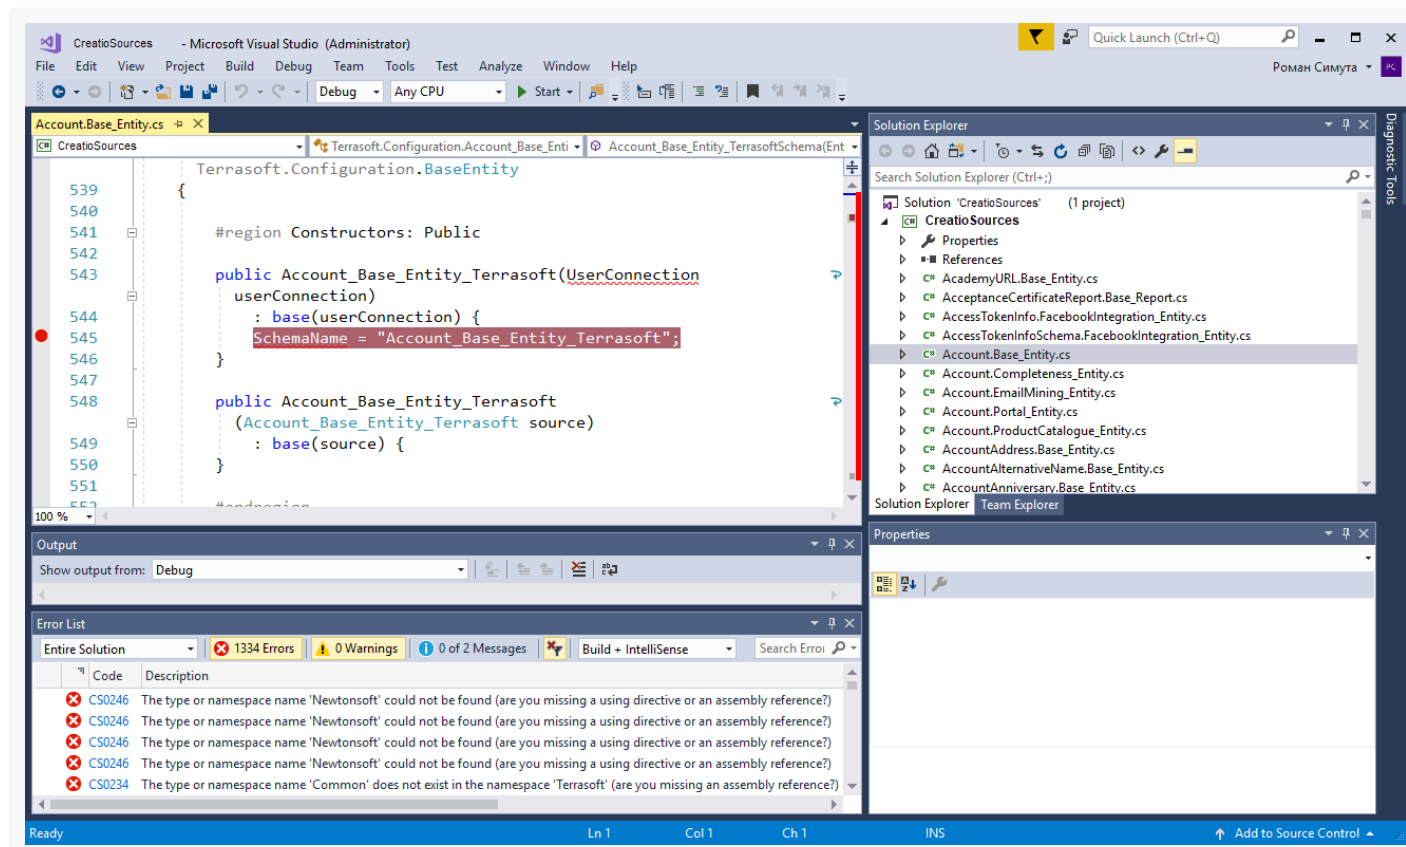 CreatioSources - Microsoft Visual Studio (Administrator)
Quick Launch (Ctrl+Q)
File Edit View Project Build Debug Team Tools Test Analyze Window Help
Роман Симута
РС
Debug
Any CPU
Start
Account.Base_Entity.cs
CreatioSources
Terrasoft.Configuration.Account_Base_Enti
Account_Base_Entity_TerrasoftSchema(Ent
Terrasoft.Configuration.BaseEntity
539 {
540
541 #region Constructors: Public
542
543 public Account_Base_Entity_Terrasoft(UserConnection
userConnection)
544 : base(userConnection) {
545 SchemaName = "Account_Base_Entity_Terrasoft";
546 }
547
548 public Account_Base_Entity_Terrasoft
(Account_Base_Entity_Terrasoft source)
549 : base(source) {
550 }
551
552 #endregion
100 %
Output
Show output from: Debug
Error List
Entire Solution
1334 Errors
0 Warnings
0 of 2 Messages
Build + IntelliSense
Search Error
Code Description
CS0246 The type or namespace name 'Newtonsoft' could not be found (are you missing a using directive or an assembly reference?)
CS0246 The type or namespace name 'Newtonsoft' could not be found (are you missing a using directive or an assembly reference?)
CS0246 The type or namespace name 'Newtonsoft' could not be found (are you missing a using directive or an assembly reference?)
CS0246 The type or namespace name 'Newtonsoft' could not be found (are you missing a using directive or an assembly reference?)
CS0234 The type or namespace name 'Common' does not exist in the namespace 'Terrasoft' (are you missing an assembly reference?)
Solution Explorer
Search Solution Explorer (Ctrl+;)
Solution 'CreatioSources' (1 project)
C# CreatioSources
Properties
References
C# AcademyURL.Base_Entity.cs
C# AcceptanceCertificateReport.Base_Report.cs
C# AccessTokenInfo.FacebookIntegration_Entity.cs
C# AccessTokenInfoSchema.FacebookIntegration_Entity.cs
C# Account.Base_Entity.cs
C# Account.Completeness_Entity.cs
C# Account.EmailMining_Entity.cs
C# Account.Portal_Entity.cs
C# Account.ProductCatalogue_Entity.cs
C# AccountAddress.Base_Entity.cs
C# AccountAlternativeName.Base_Entity.cs
C# AccountAnniversary.Base_Entity.cs
Solution Explorer Team Explorer
Properties
Diagnostic Tools
Ready
Ln 1 Col 1 Ch 1 INS
Add to Source Control